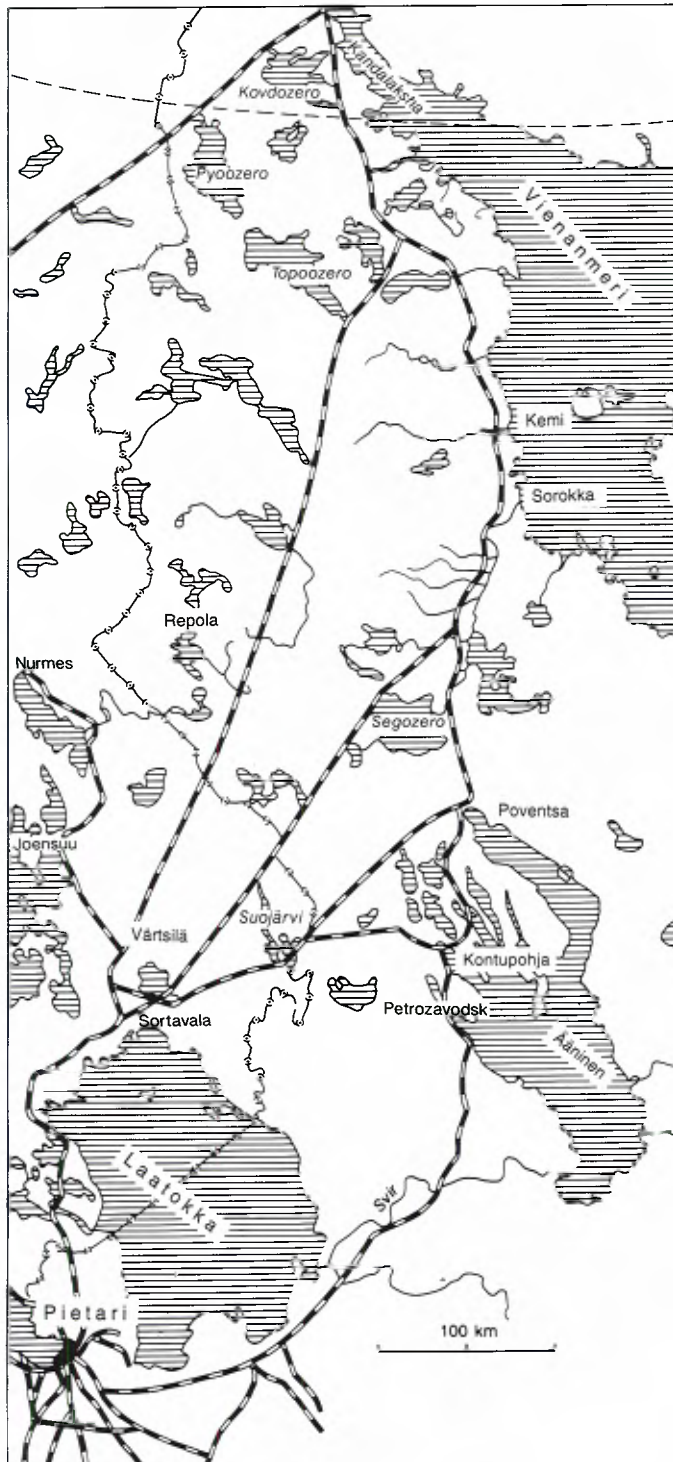 Kandalaksha
Kovdozero
Pyöozero
Vienanmeri
Topoozero
Kemi
Sorokka
Repola
Nurmes
Segozero
Poventsa
Joensuu
Suojärvi
Värtsilä
Kontupohja
Petrozavodsk
Sortavala
Ääninen
Laatokka
Svir
Pietari
100 km